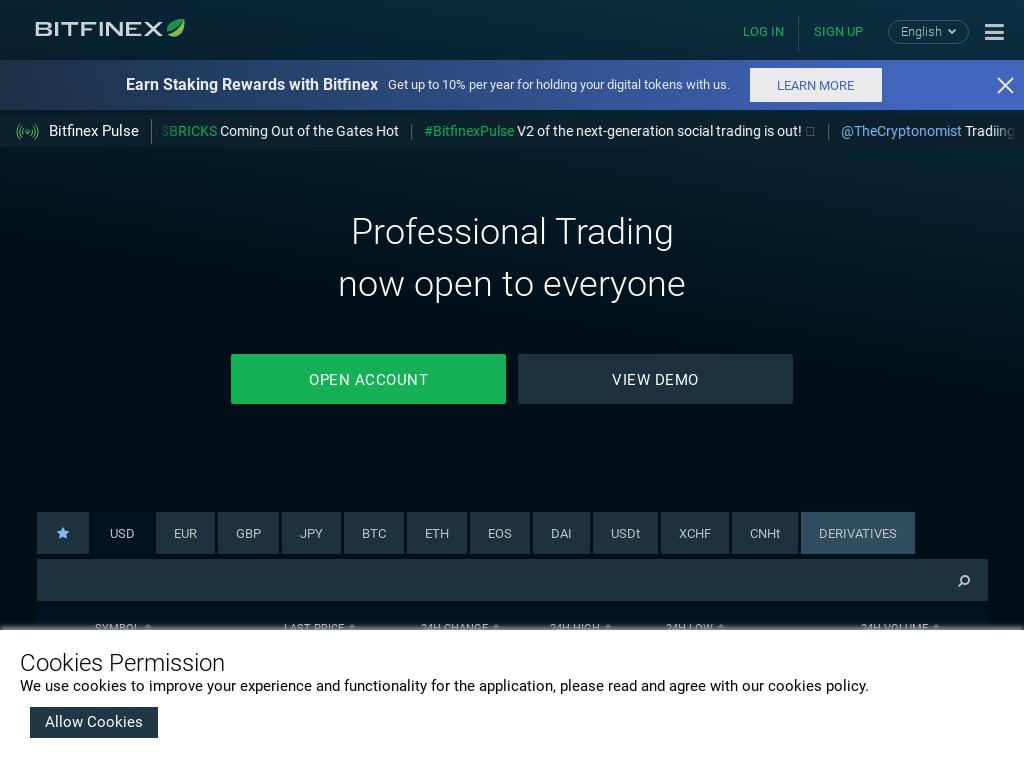 BITFINEX
LOG IN
SIGN UP
English
Earn Staking Rewards with Bitfinex Get up to 10% per year for holding your digital tokens with us. LEARN MORE
Bitfinex Pulse
$BRICKS Coming Out of the Gates Hot
#BitfinexPulse V2 of the next-generation social trading is out!
@TheCryptonomist Tradiing
Professional Trading
now open to everyone
OPEN ACCOUNT
VIEW DEMO
USD EUR GBP JPY BTC ETH EOS DAI USDt XCHF CNHt DERIVATIVES
SYMBOL LAST PRICE 24H CHANGE 24H HIGH 24H LOW 24H VOLUME
Cookies Permission
We use cookies to improve your experience and functionality for the application, please read and agree with our cookies policy.
Allow Cookies